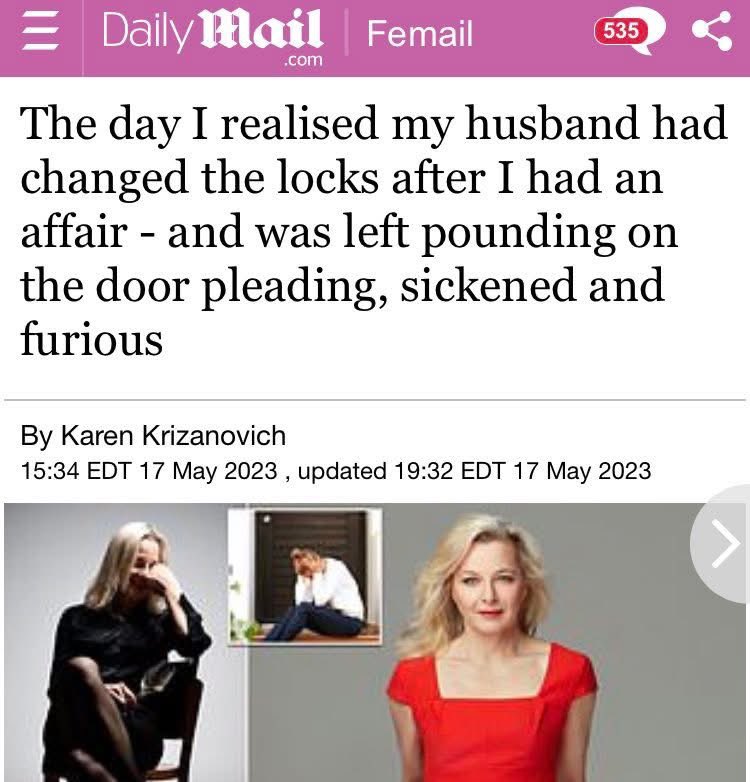 Daily Mail .com Femail 535
The day I realised my husband had
changed the locks after I had an
affair - and was left pounding on
the door pleading, sickened and
furious
By Karen Krizanovich
15:34 EDT 17 May 2023 , updated 19:32 EDT 17 May 2023